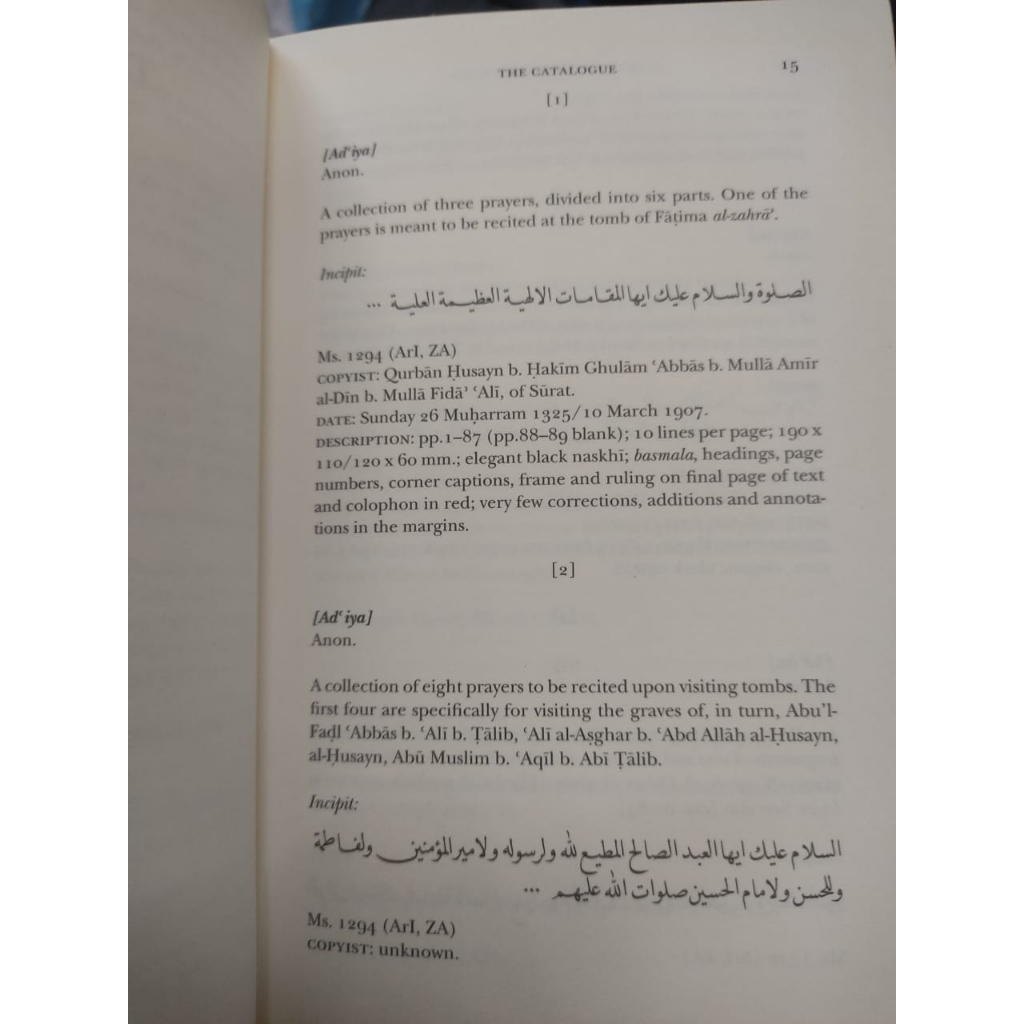 THE CATALOGUE 15
[1]
[Adʿiya]
Anon.
A collection of three prayers, divided into six parts. One of the
prayers is meant to be recited at the tomb of Fāṭima al-zahrāʾ.
Incipit:
الصلوة والسلام عليك ايها المقامات الالهية العظيمة العلية ...
Ms. 1294 (ArI, ZA)
COPYIST: Qurbān Ḥusayn b. Ḥakīm Ghulām ʿAbbās b. Mullā Amīr
al-Dīn b. Mullā Fidāʾ ʿAlī, of Sūrat.
DATE: Sunday 26 Muḥarram 1325/10 March 1907.
DESCRIPTION: pp.1–87 (pp.88–89 blank); 10 lines per page; 190 x
110/120 x 60 mm.; elegant black naskhī; basmala, headings, page
numbers, corner captions, frame and ruling on final page of text
and colophon in red; very few corrections, additions and annota-
tions in the margins.
[2]
[Adʿiya]
Anon.
A collection of eight prayers to be recited upon visiting tombs. The
first four are specifically for visiting the graves of, in turn, Abu’l-
Faḍl ʿAbbās b. ʿAlī b. Ṭālib, ʿAlī al-Aṣghar b. ʿAbd Allāh al-Ḥusayn,
al-Ḥusayn, Abū Muslim b. ʿAqīl b. Abī Ṭālib.
Incipit:
السلام عليك ايها العبد الصالح المطيع لله ولرسوله ولامير المؤمنين ولفاطمة
وللحسن ولامام الحسين صلوات الله عليهم ...
Ms. 1294 (ArI, ZA)
COPYIST: unknown.